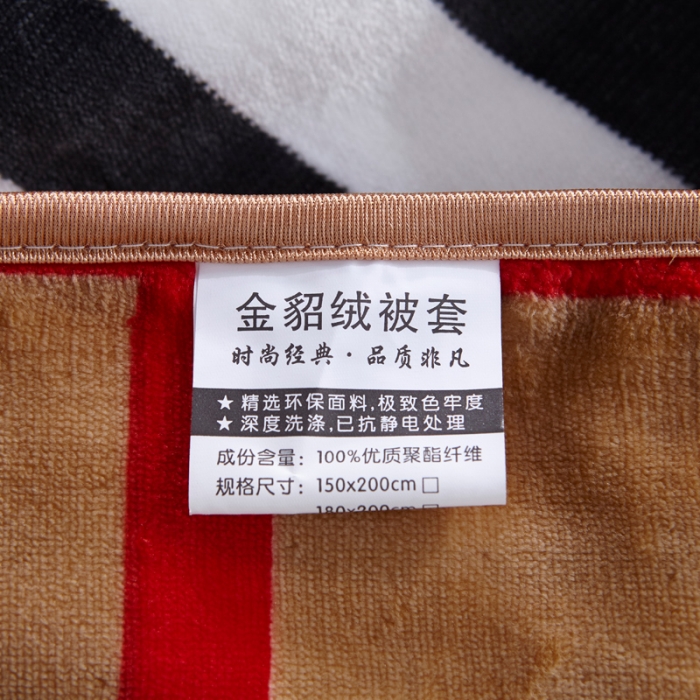 金貂绒被套
时尚经典·品质非凡
★ 精选环保面料,极致色牢度
★ 深度洗涤,已抗静电处理
成份含量：100%优质聚酯纤维
规格尺寸：150x200cm □
180x200cm □